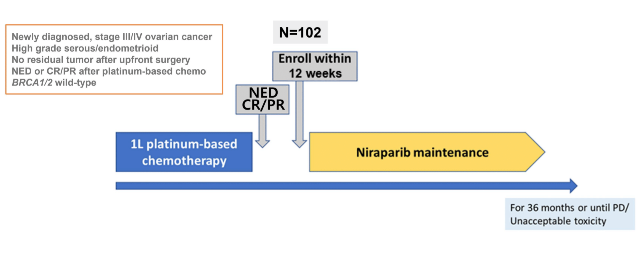 N=102
Newly diagnosed, stage III/IV ovarian cancer
High grade serous/endometrioid
No residual tumor after upfront surgery
NED or CR/PR after platinum-based chemo
BRCA1/2 wild-type
Enroll within
12 weeks
NED
CR/PR
1L platinum-based
chemotherapy
Niraparib maintenance
For 36 months or until PD/
Unacceptable toxicity